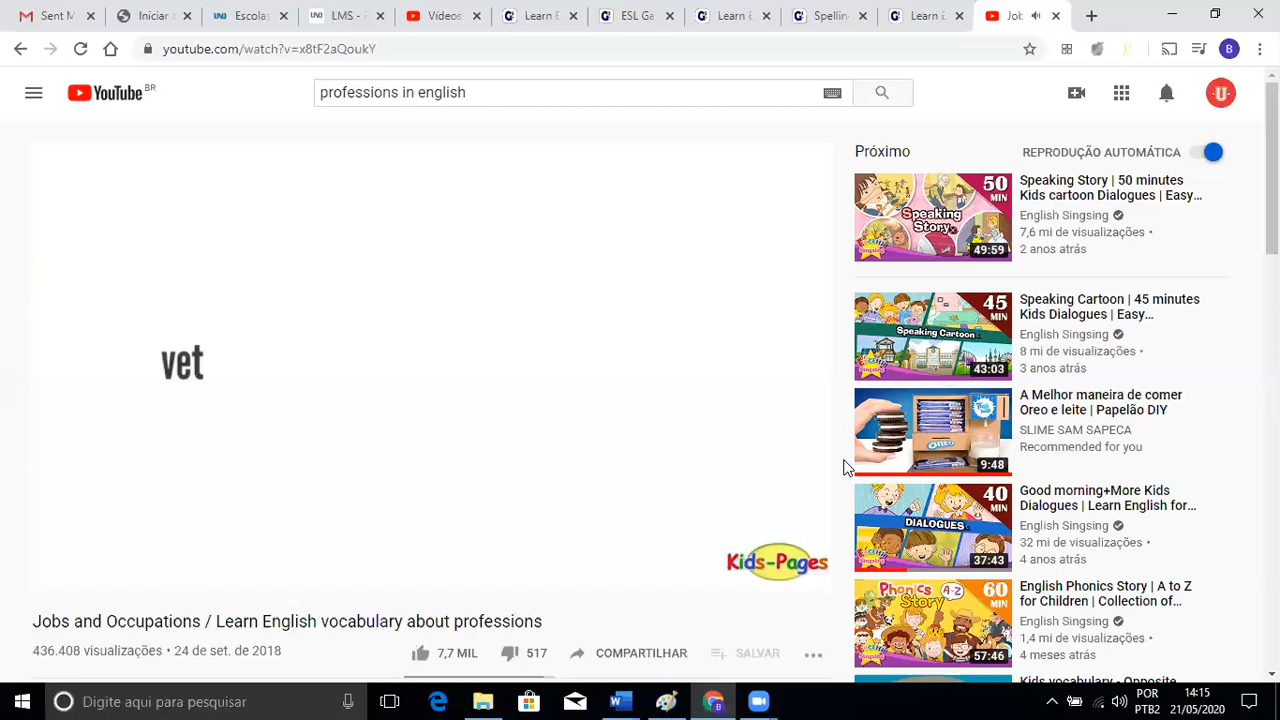 Sent M
Iniciar
Escolas
LMS -
Vídeos
Learn E
ESL Ga
Learn E
Spellin
Learn E
Job
youtube.com/watch?v=x8tF2aQoukY
B
YouTube BR
professions in english
U
vet
Kids-Pages
Jobs and Occupations / Learn English vocabulary about professions
436.408 visualizações • 24 de set. de 2018
7,7 MIL
517
COMPARTILHAR
SALVAR
Próximo
REPRODUÇÃO AUTOMÁTICA
50 MIN
Speaking Story
49:59
Speaking Story | 50 minutes
Kids cartoon Dialogues | Easy...
English Singsing
7,6 mi de visualizações •
2 anos atrás
45 MIN
Speaking Cartoon
43:03
Speaking Cartoon | 45 minutes
Kids Dialogues | Easy...
English Singsing
8 mi de visualizações •
3 anos atrás
OREO
9:48
A Melhor maneira de comer
Oreo e leite | Papelão DIY
SLIME SAM SAPECA
Recommended for you
40 MIN
DIALOGUES
37:43
Good morning+More Kids
Dialogues | Learn English for...
English Singsing
32 mi de visualizações •
4 anos atrás
Phonics Story A-Z
60 MIN
57:46
English Phonics Story | A to Z
for Children | Collection of...
English Singsing
1,4 mi de visualizações •
4 meses atrás
Kids vocabulary - Opposite
Digite aqui para pesquisar
POR
PTB2
14:15
21/05/2020